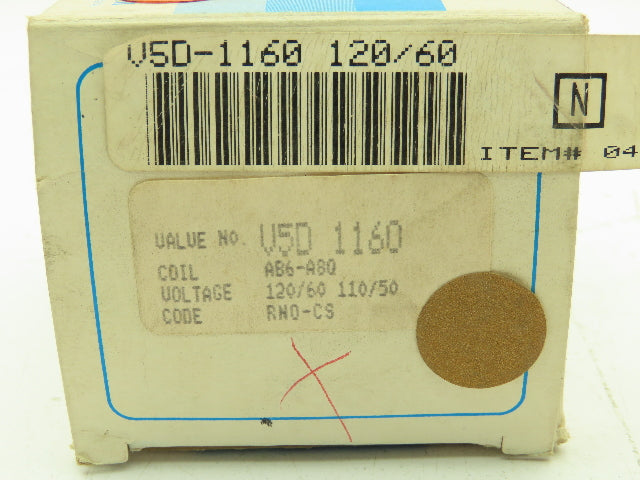 V5D-1160 120/60
N
ITEM# 04
VALVE NO. V5D 1160
COIL AB6-A80
VOLTAGE 120/60 110/50
CODE RNO-CS